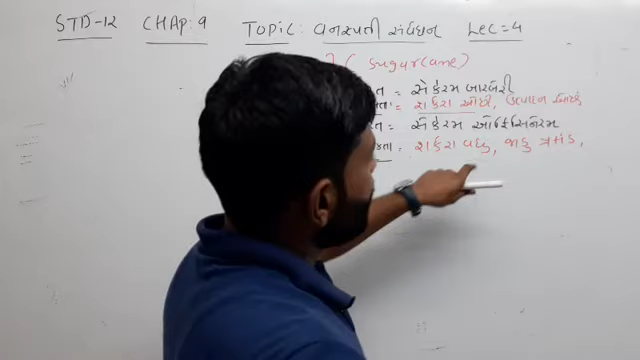 STD-12 CHAP: 9 TOPIC: વનસ્પતી સંવર્ધન Lec = 4
(Sugarcane)
= સેકેરમ બારબેરી
= શર્કરા ઓછી, ઉત્પાદન
= સેકેરમ ઓફિસિનેરમ
= શર્કરા વધુ, જાડુ પ્રકાંડ,